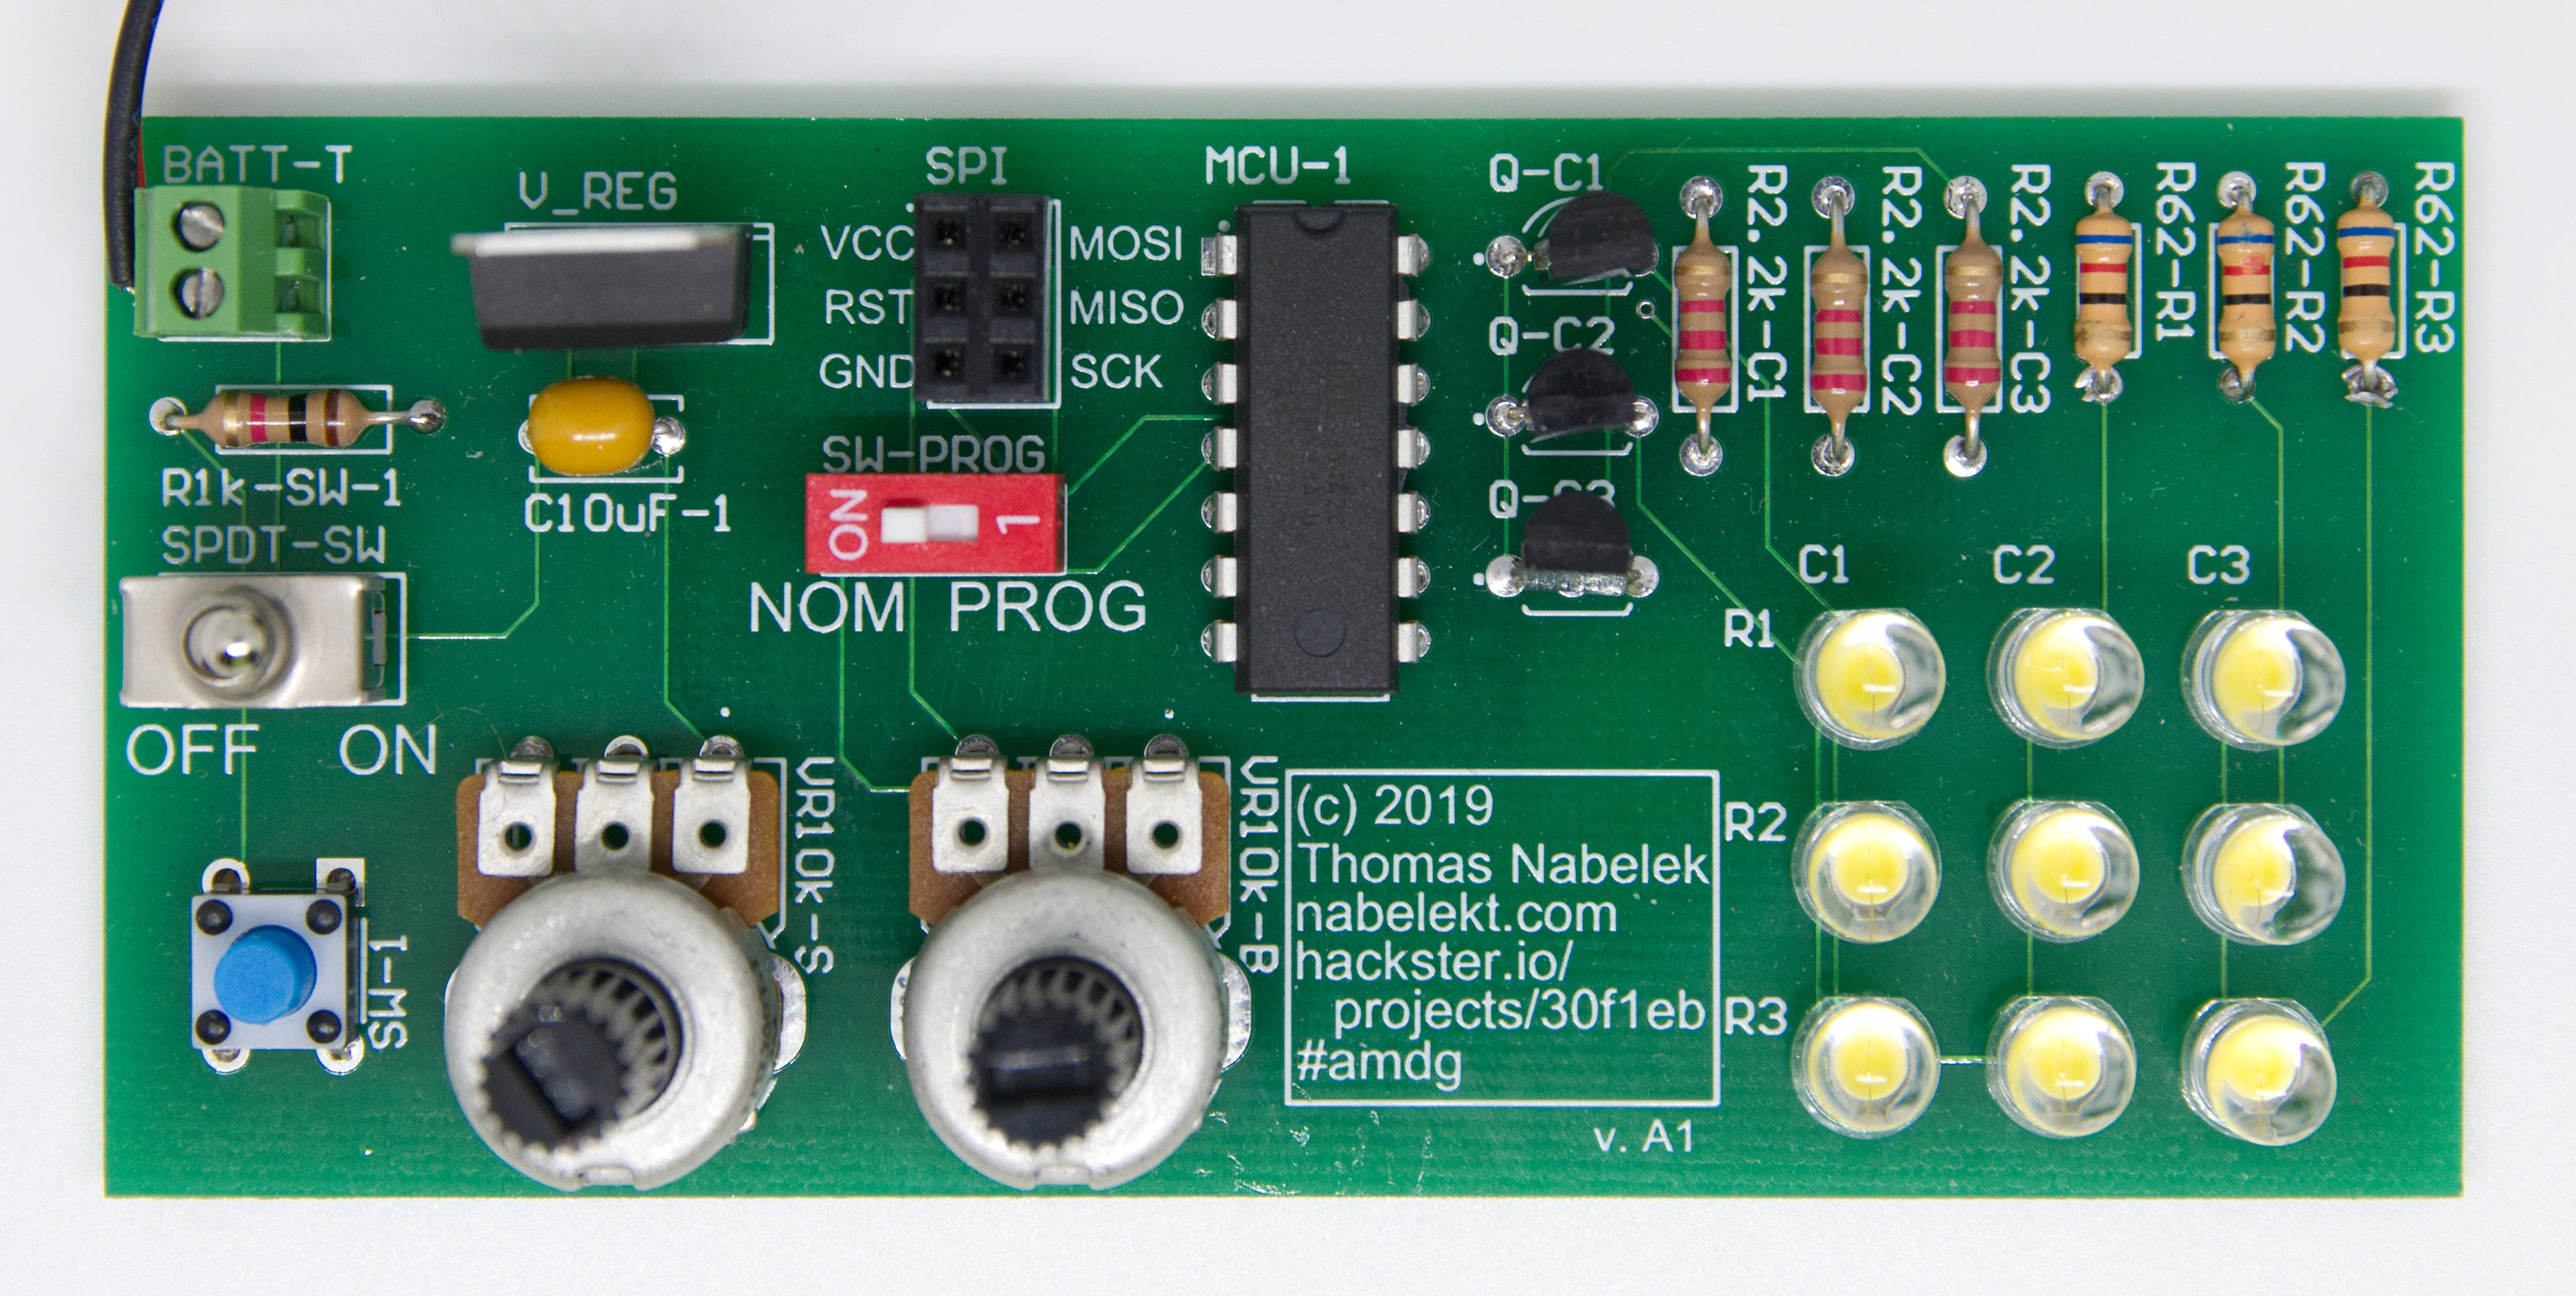 BATT-T
V_REG
SPI
MCU-1
Q-C1
R2.2k-C1
R2.2k-C2
R2.2k-C3
R62-R1
R62-R2
R62-R3
VCC
MOSI
RST
MISO
GND
SCK
Q-C2
SW-PROG
R1k-SW-1
C10uF-1
ON
1
Q-C3
SPDT-SW
NOM PROG
C1
C2
C3
R1
OFF ON
VR10k-S
VR10k-B
(c) 2019
Thomas Nabelek
nabelekt.com
hackster.io/
projects/30f1eb
#amdg
R2
SW-1
R3
v. A1